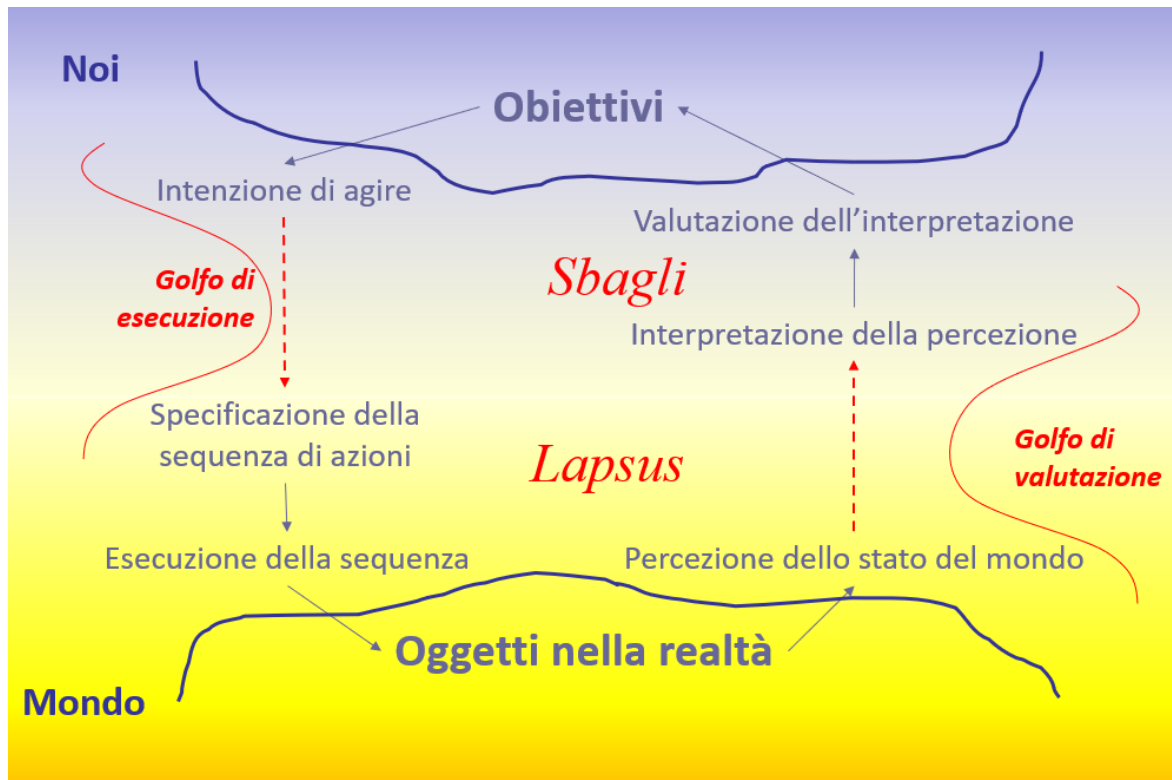 Noi
Obiettivi
Intenzione di agire
Valutazione dell’interpretazione
Golfo di
esecuzione
Sbagli
Interpretazione della percezione
Specificazione della
sequenza di azioni
Lapsus
Golfo di
valutazione
Esecuzione della sequenza
Percezione dello stato del mondo
Oggetti nella realtà
Mondo